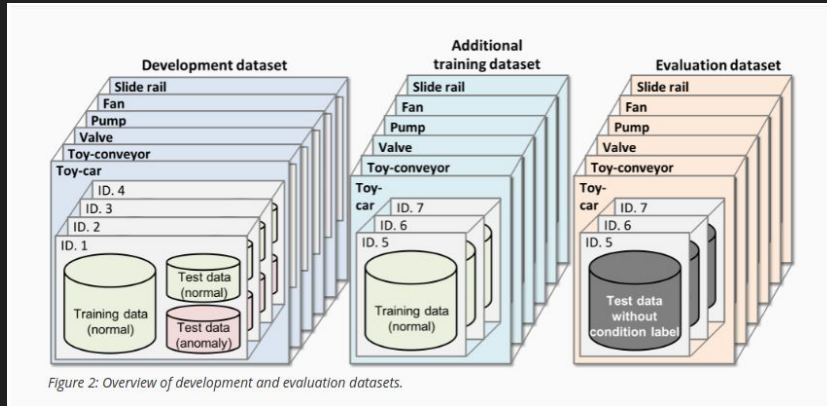 Development dataset
Slide rail
Fan
Pump
Valve
Toy-conveyor
Toy-car
ID. 4
ID. 3
ID. 2
ID. 1
Training data
(normal)
Test data
(normal)
Test data
(anomaly)
Additional
training dataset
Slide rail
Fan
Pump
Valve
Toy-conveyor
Toy-
car
ID. 7
ID. 6
ID. 5
Training data
(normal)
Evaluation dataset
Slide rail
Fan
Pump
Valve
Toy-conveyor
Toy-
car
ID. 7
ID. 6
ID. 5
Test data
without
condition label
Figure 2: Overview of development and evaluation datasets.